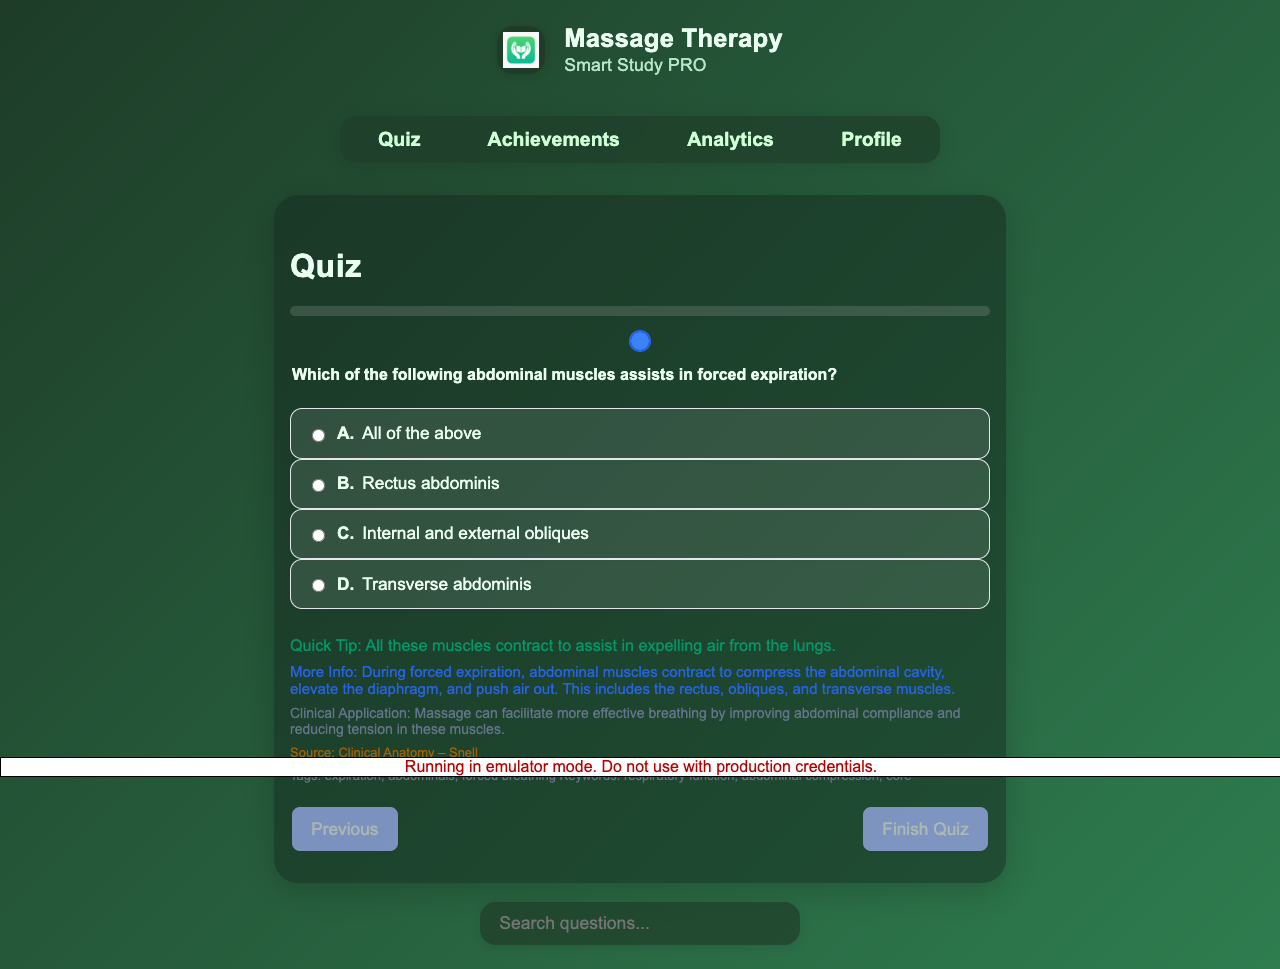 Massage Therapy
Smart Study PRO
Quiz
Achievements
Analytics
Profile
Quiz
Which of the following abdominal muscles assists in forced expiration?
A. All of the above
B. Rectus abdominis
C. Internal and external obliques
D. Transverse abdominis
Quick Tip: All these muscles contract to assist in expelling air from the lungs.
More Info: During forced expiration, abdominal muscles contract to compress the abdominal cavity,
elevate the diaphragm, and push air out. This includes the rectus, obliques, and transverse muscles.
Clinical Application: Massage can facilitate more effective breathing by improving abdominal compliance and
reducing tension in these muscles.
Source: Clinical Anatomy – Snell
Running in emulator mode. Do not use with production credentials.
Tags: expiration, abdominals, forced breathing Keywords: respiratory function, abdominal compression, core
Previous
Finish Quiz
Search questions...